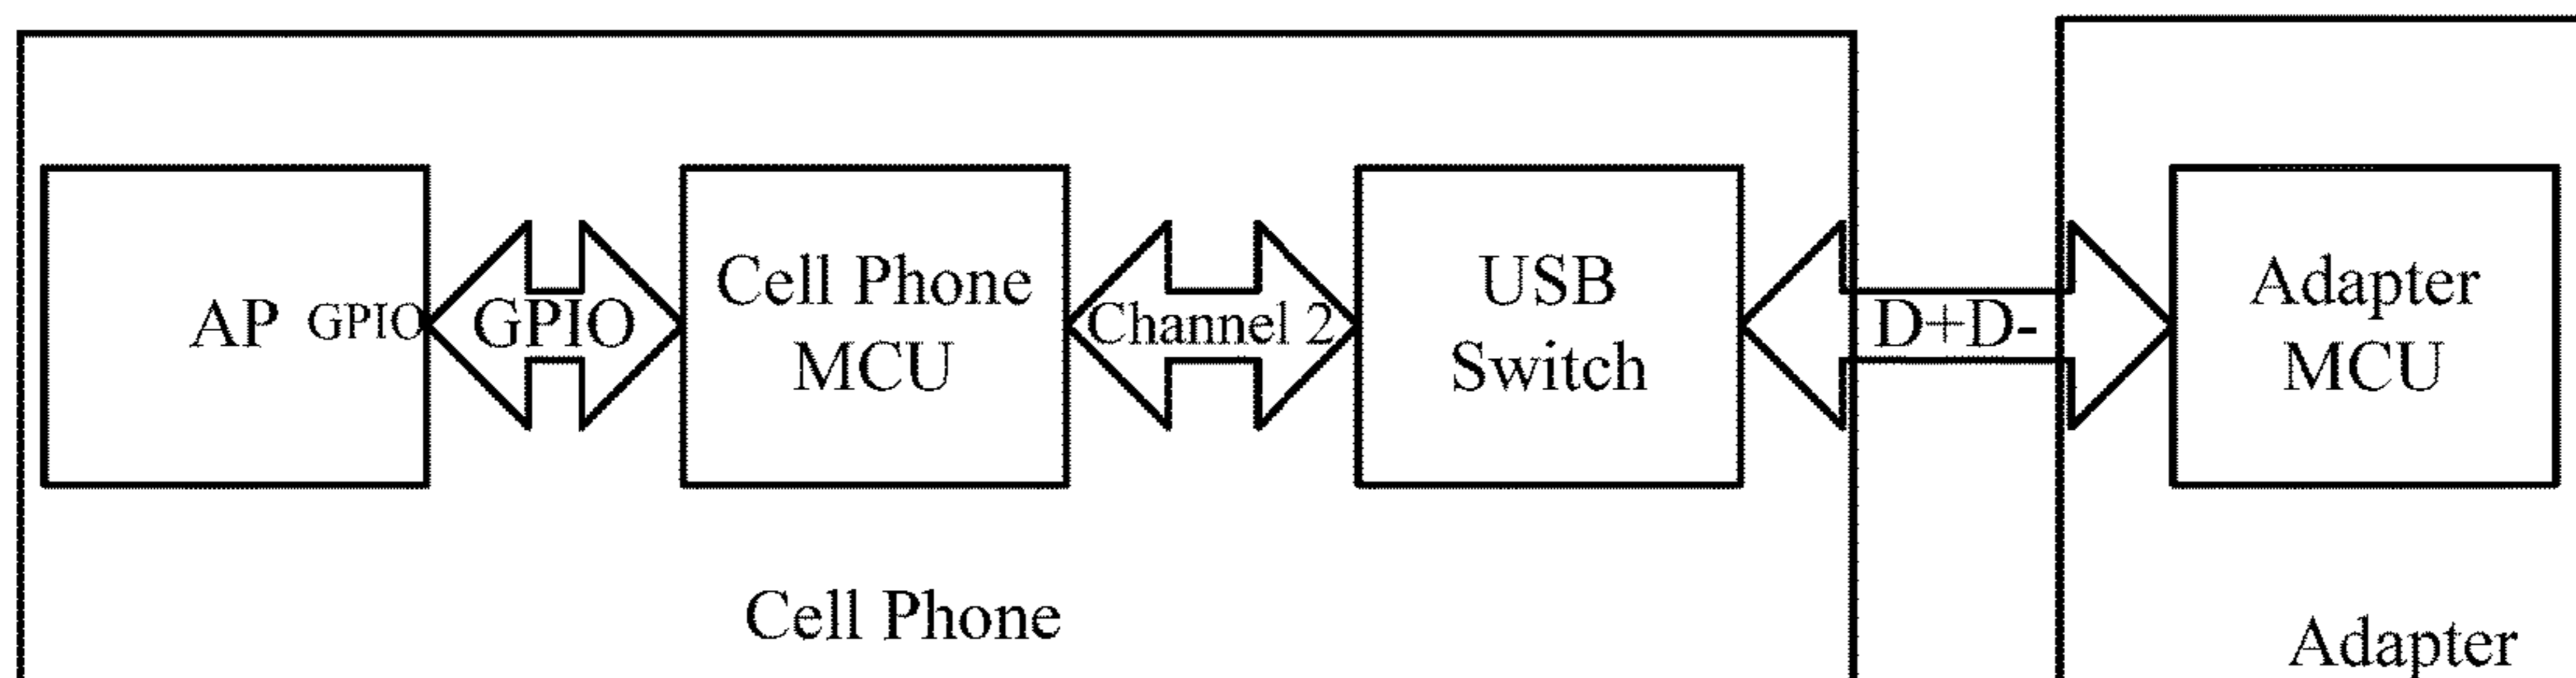 AP GPIO
GPIO
Cell Phone
MCU
Channel 2
USB
Switch
D+D-
Adapter
MCU
Cell Phone
Adapter